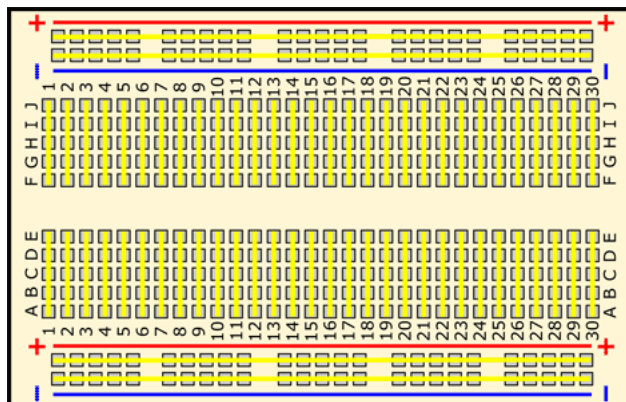 + +
- -
1 2 3 4 5 6 7 8 9 10 11 12 13 14 15 16 17 18 19 20 21 22 23 24 25 26 27 28 29 30
J J
I I
H H
G G
F F
E E
D D
C C
B B
A A
1 2 3 4 5 6 7 8 9 10 11 12 13 14 15 16 17 18 19 20 21 22 23 24 25 26 27 28 29 30
+ +
- -